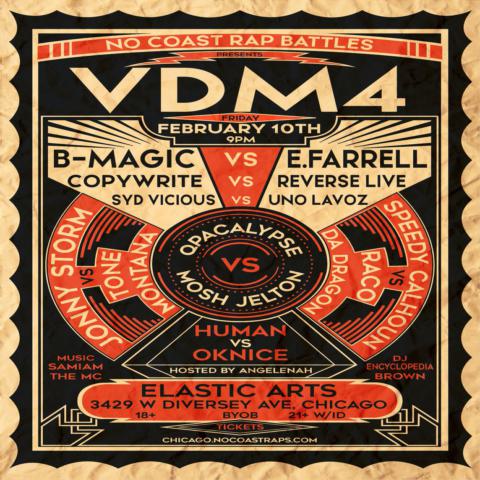 NO COAST RAP BATTLES
PRESENTS
VDM4
FRIDAY
FEBRUARY 10TH
9PM
B-MAGIC VS E.FARRELL
COPYWRITE VS REVERSE LIVE
SYD VICIOUS VS UNO LAVOZ
JONNY STORM
VS
TONE
MONTANA
QPACALYPSE
VS
MOSH JELTON
DA DRAGON
RACO
VS
SPEEDY CALHOUN
HUMAN
VS
OKNICE
HOSTED BY ANGELENAH
MUSIC
SAMIAM
THE MC
DJ
ENCYCLOPEDIA
BROWN
ELASTIC ARTS
3429 W DIVERSEY AVE, CHICAGO
18+ BYOB 21+ W/ID
TICKETS
CHICAGO.NOCOASTRAPS.COM